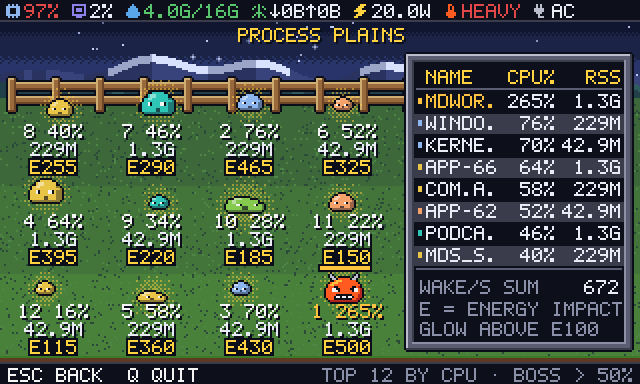 97% 2% 4.0G/16G ↓0B↑0B 20.0W HEAVY AC
PROCESS PLAINS
NAME CPU% RSS
MDWOR. 265% 1.3G
WINDO. 76% 229M
KERNE. 70% 42.9M
APP-66 64% 1.3G
COM.A. 58% 229M
APP-62 52% 42.9M
PODCA. 46% 1.3G
MDS_S. 40% 229M
WAKE/S SUM 672
E = ENERGY IMPACT
GLOW ABOVE E100
8 40% 7 46% 2 76% 6 52%
229M 1.3G 229M 42.9M
E255 E290 E465 E325
4 64% 9 34% 10 28% 11 22%
1.3G 42.9M 1.3G 229M
E395 E220 E185 E150
12 16% 5 58% 3 70% 1 265%
42.9M 229M 42.9M 1.3G
E115 E360 E430 E500
ESC BACK Q QUIT TOP 12 BY CPU · BOSS > 50%